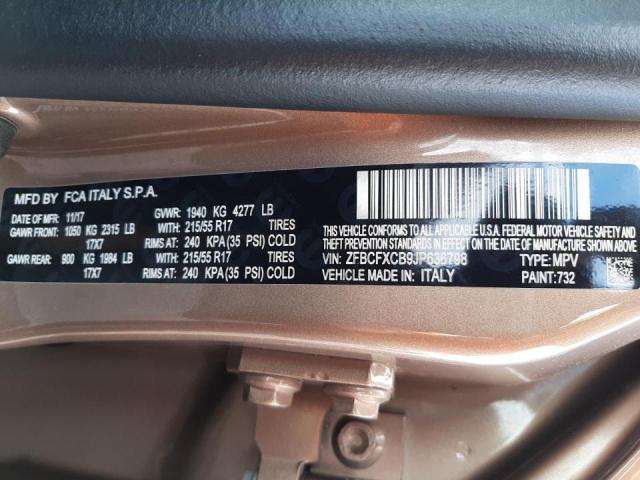 MFD BY FCA ITALY S.P.A.
DATE OF MFR: 11/17 GVWR: 1940 KG 4277 LB
GAWR FRONT: 1050 KG 2315 LB WITH: 215/55 R17 TIRES
17X7 RIMS AT: 240 KPA(35 PSI) COLD
GAWR REAR: 900 KG 1984 LB WITH: 215/55 R17 TIRES
17X7 RIMS AT: 240 KPA(35 PSI) COLD
THIS VEHICLE CONFORMS TO ALL APPLICABLE U.S.A. FEDERAL MOTOR VEHICLE SAFETY
AND THEFT PREVENTION STANDARDS IN EFFECT ON THE DATE OF MANUFACTURE SHOWN ABOVE.
VIN: ZFBCFXCB9JP636798 TYPE: MPV
VEHICLE MADE IN: ITALY PAINT: 732